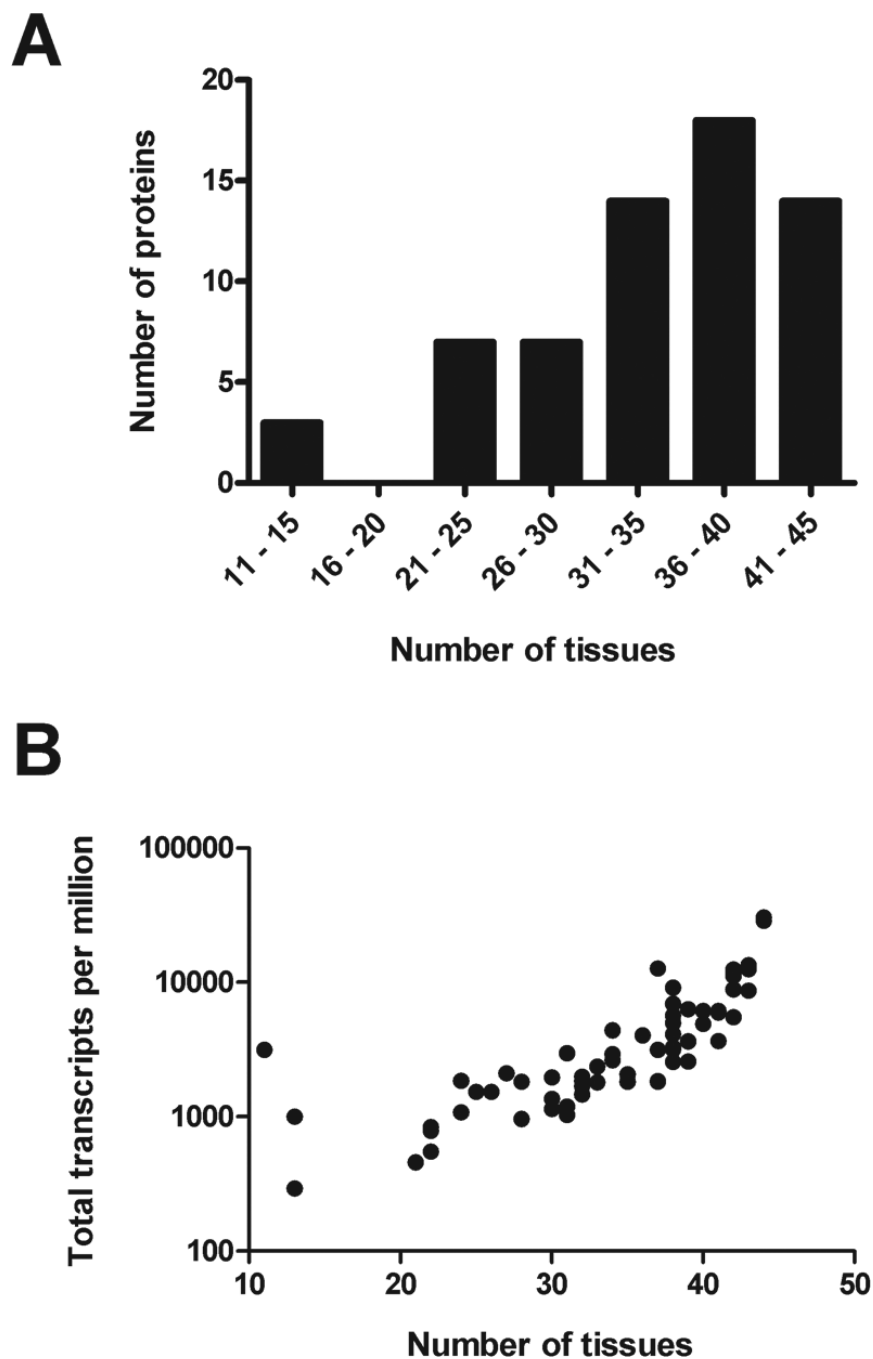 A
Number of proteins
20
15
10
5
0
11 - 15
16 - 20
21 - 25
26 - 30
31 - 35
36 - 40
41 - 45
Number of tissues
B
Total transcripts per million
100000
10000
1000
100
10
20
30
40
50
Number of tissues